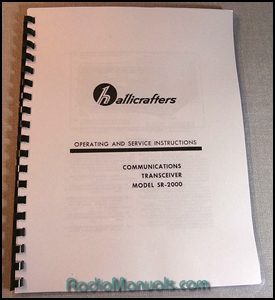 hallicrafters
OPERATING AND SERVICE INSTRUCTIONS
COMMUNICATIONS
TRANSCEIVER
MODEL SR-2000
RadioManuals.com